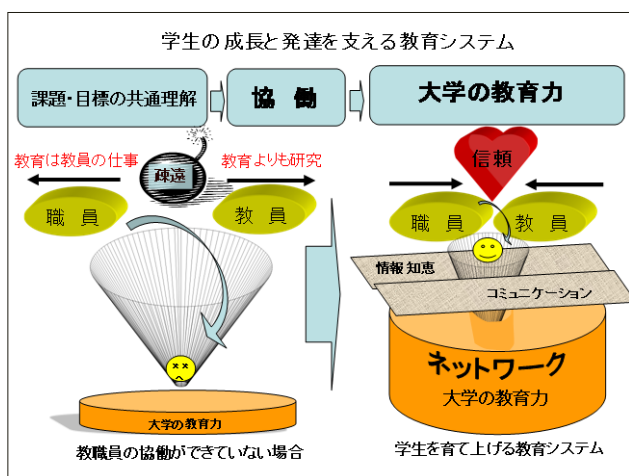 学生の成長と発達を支える教育システム
課題・目標の共通理解
協働
大学の教育力
教育は教員の仕事
疎遠
教育よりも研究
職員
教員
大学の教育力
教職員の協働ができていない場合
信頼
職員
教員
情報 知恵
コミュニケーション
ネットワーク
大学の教育力
学生を育て上げる教育システム